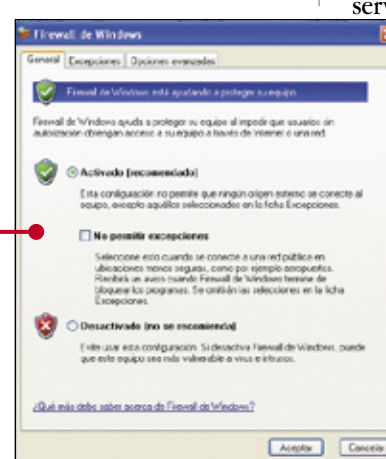 serv
Firewall de Windows
General Excepciones Opciones avanzadas
Firewall de Windows está ayudando a proteger su equipo
Firewall de Windows ayuda a proteger su equipo al impedir que usuarios sin
autorización obtengan acceso a su equipo a través de Internet o una red.
Activado (recomendado)
Esta configuración no permite que ningún origen externo se conecte al
equipo, excepto aquéllos seleccionados en la ficha Excepciones.
No permitir excepciones
Seleccione esto cuando se conecte a una red pública en
ubicaciones menos seguras, como por ejemplo aeropuertos.
Recibirá un aviso cuando Firewall de Windows termine de
bloquear los programas. Se omitirán las selecciones en la ficha
Excepciones.
Desactivado (no se recomienda)
Evite usar esta configuración. Si desactiva Firewall de Windows, puede
que este equipo sea más vulnerable a virus e intrusos.
¿Qué más debo saber acerca de Firewall de Windows?
Aceptar Cancelar